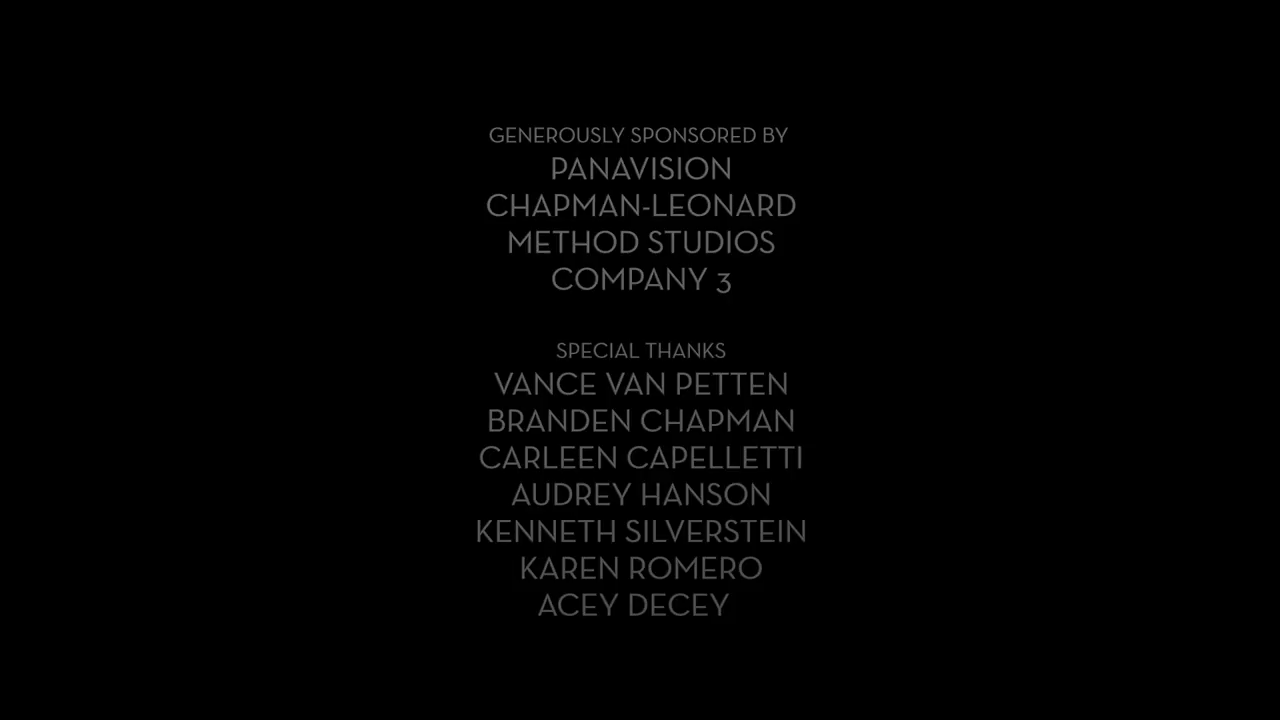 GENEROUSLY SPONSORED BY
PANAVISION
CHAPMAN-LEONARD
METHOD STUDIOS
COMPANY 3
SPECIAL THANKS
VANCE VAN PETTEN
BRANDEN CHAPMAN
CARLEEN CAPELLETTI
AUDREY HANSON
KENNETH SILVERSTEIN
KAREN ROMERO
ACEY DECEY